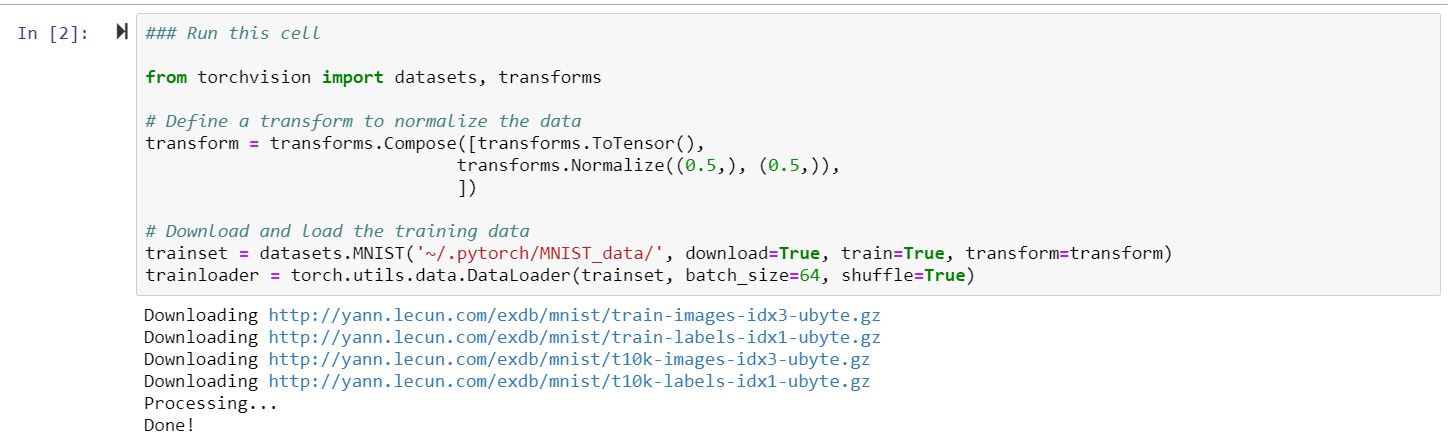 In [2]:
### Run this cell
from torchvision import datasets, transforms
# Define a transform to normalize the data
transform = transforms.Compose([transforms.ToTensor(),
                              transforms.Normalize((0.5,), (0.5,)),
                              ])
# Download and load the training data
trainset = datasets.MNIST('~/.pytorch/MNIST_data/', download=True, train=True, transform=transform)
trainloader = torch.utils.data.DataLoader(trainset, batch_size=64, shuffle=True)
Downloading http://yann.lecun.com/exdb/mnist/train-images-idx3-ubyte.gz
Downloading http://yann.lecun.com/exdb/mnist/train-labels-idx1-ubyte.gz
Downloading http://yann.lecun.com/exdb/mnist/t10k-images-idx3-ubyte.gz
Downloading http://yann.lecun.com/exdb/mnist/t10k-labels-idx1-ubyte.gz
Processing...
Done!